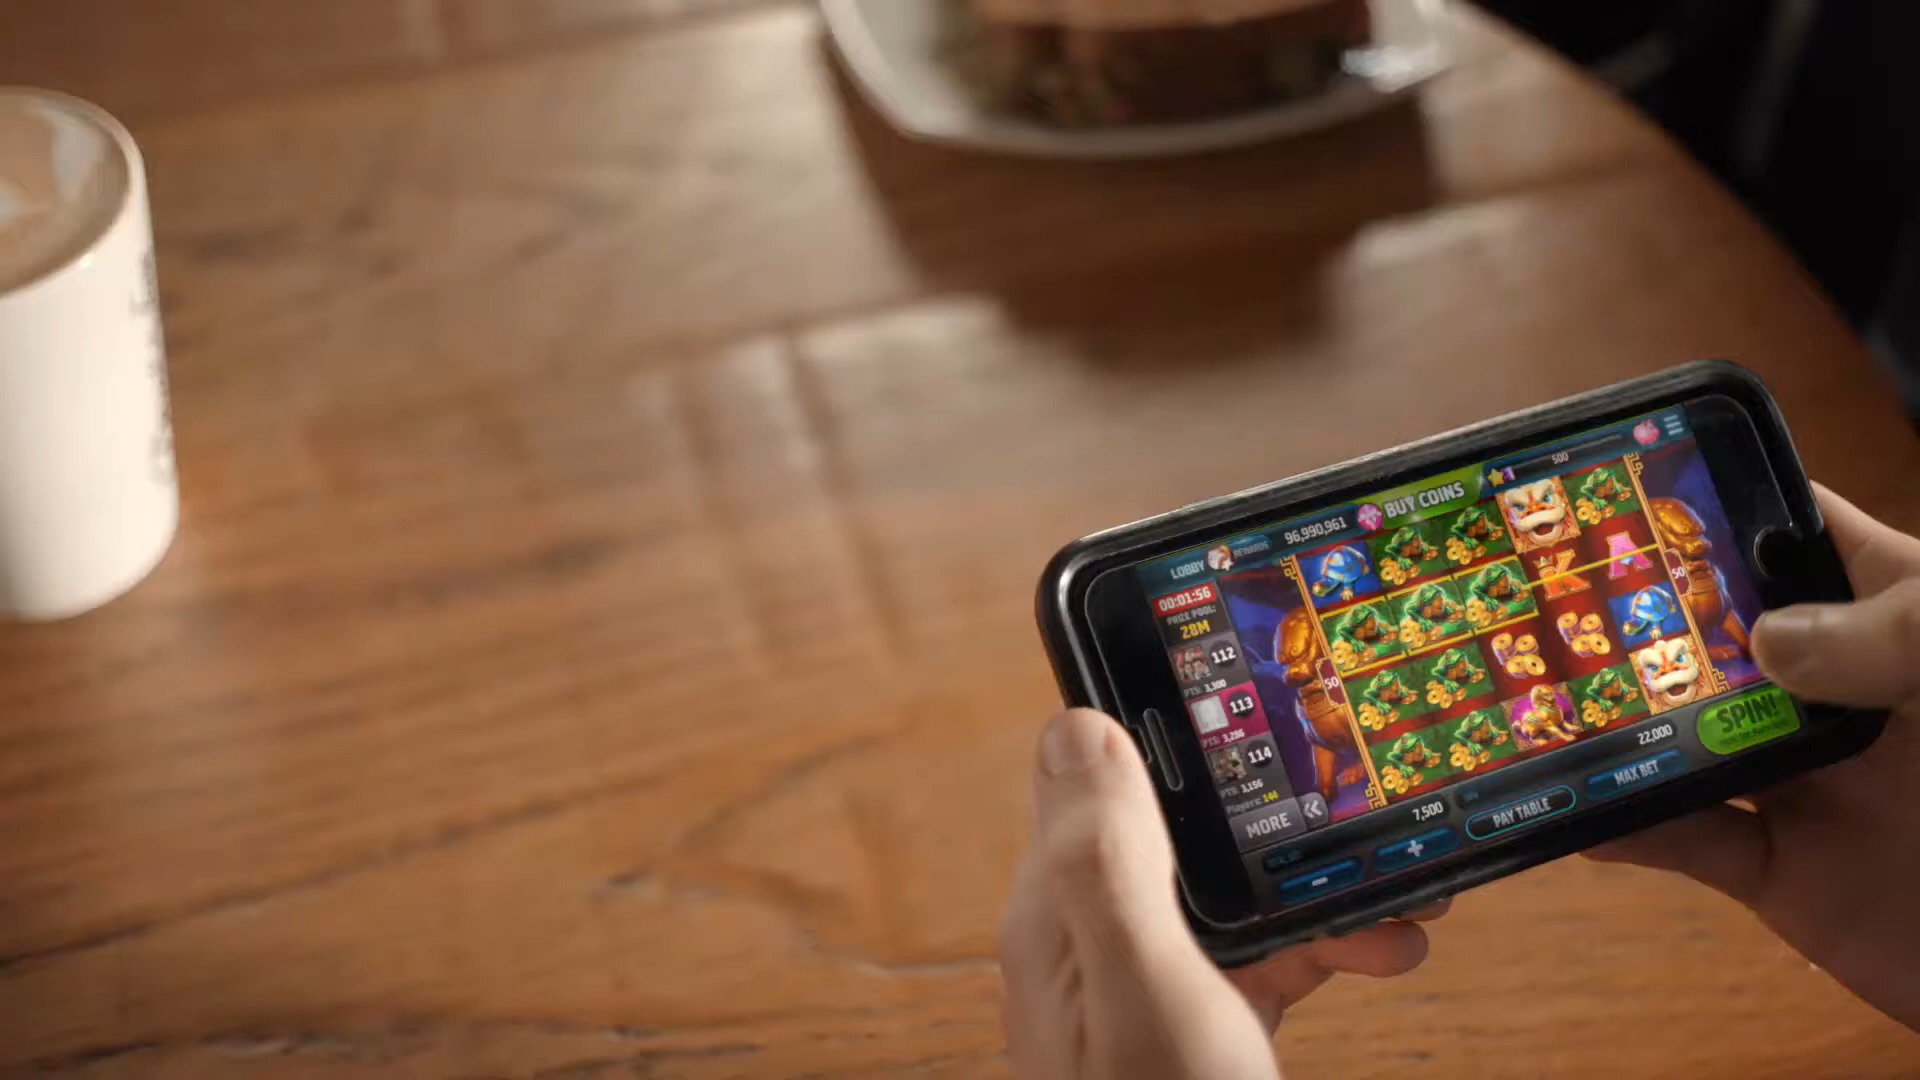 LOBBY
REWARDS
96,990,961
BUY COINS
500
00:01:56
PRIZE POOL:
28M
112
PTS: 3,300
113
PTS: 3,286
114
PTS: 3,156
Players: 144
MORE
50
50
K
A
7,500
22,000
PAY TABLE
MAX BET
SPIN!